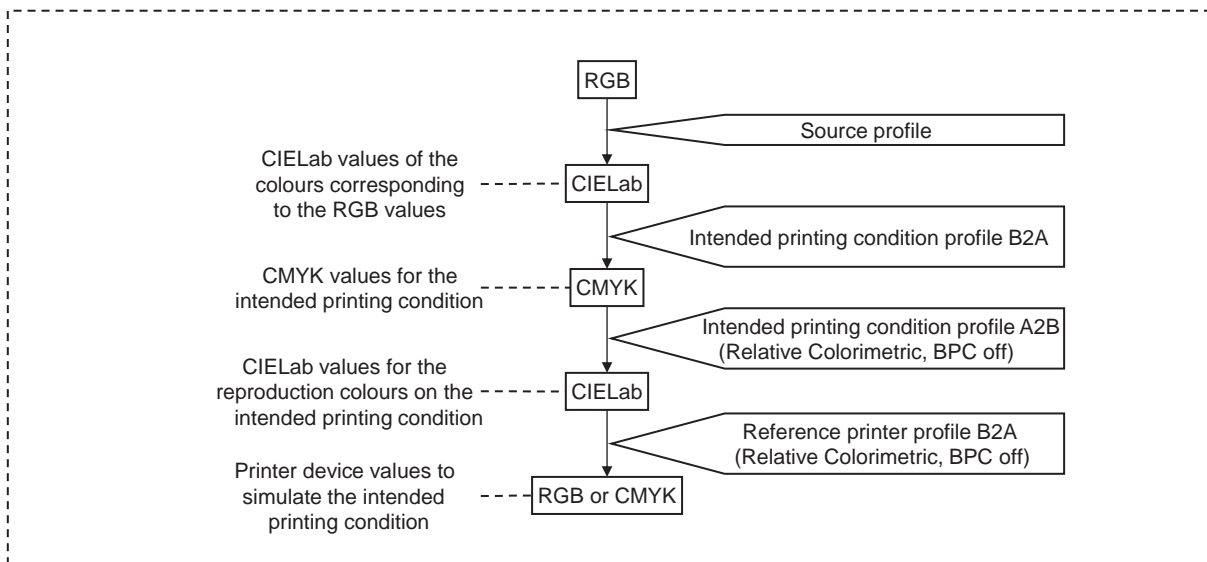 RGB
Source profile
CIELab values of the
colours corresponding
to the RGB values
CIELab
Intended printing condition profile B2A
CMYK values for the
intended printing condition
CMYK
Intended printing condition profile A2B
(Relative Colorimetric, BPC off)
CIELab values for the
reproduction colours on the
intended printing condition
CIELab
Reference printer profile B2A
(Relative Colorimetric, BPC off)
Printer device values to
simulate the intended
printing condition
RGB or CMYK